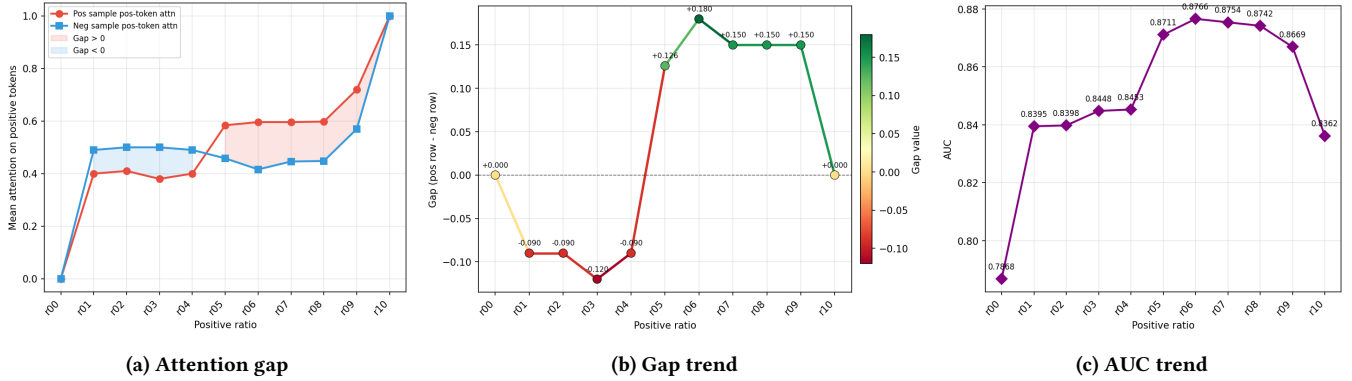 Pos sample pos-token attn
Neg sample pos-token attn
Gap > 0
Gap < 0
Mean attention on positive tokens
1.0
0.8
0.6
0.4
0.2
0.0
r00
r01
r02
r03
r04
r05
r06
r07
r08
r09
r10
Positive ratio
(a) Attention gap
Gap (pos row - neg row)
0.15
0.10
0.05
0.00
−0.05
−0.10
+0.000
-0.090
-0.090
-0.120
-0.090
+0.126
+0.180
+0.150
+0.150
+0.150
+0.000
r00
r01
r02
r03
r04
r05
r06
r07
r08
r09
r10
Positive ratio
0.15
0.10
0.05
0.00
−0.05
−0.10
Gap value
(b) Gap trend
AUC
0.88
0.86
0.84
0.82
0.80
0.7868
0.8395
0.8398
0.8448
0.8453
0.8711
0.8766
0.8754
0.8742
0.8669
0.8362
r00
r01
r02
r03
r04
r05
r06
r07
r08
r09
r10
Positive ratio
(c) AUC trend